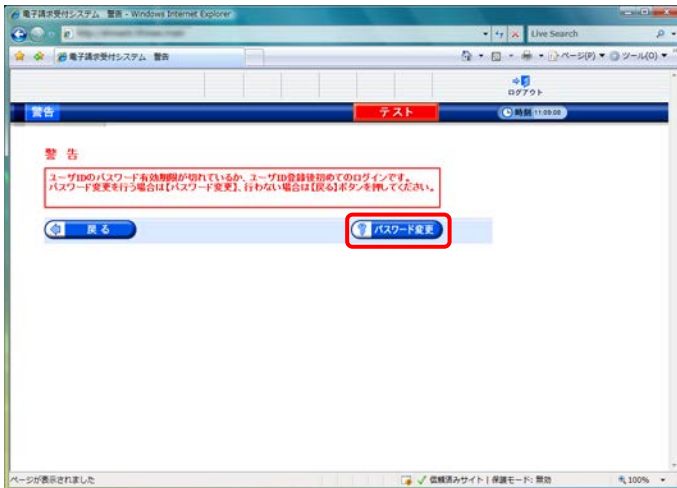 電子請求受付システム 警告 - Windows Internet Explorer
Live Search
電子請求受付システム 警告
ページ(P) ツール(O)
ログアウト
警告 テスト 時刻 11:09:08
警 告
ユーザIDのパスワード有効期限が切れているか、ユーザID登録後初めてのログインです。
パスワード変更を行う場合は【パスワード変更】、行わない場合は【戻る】ボタンを押してください。
戻る パスワード変更
ページが表示されました 信頼済みサイト | 保護モード: 無効 100%